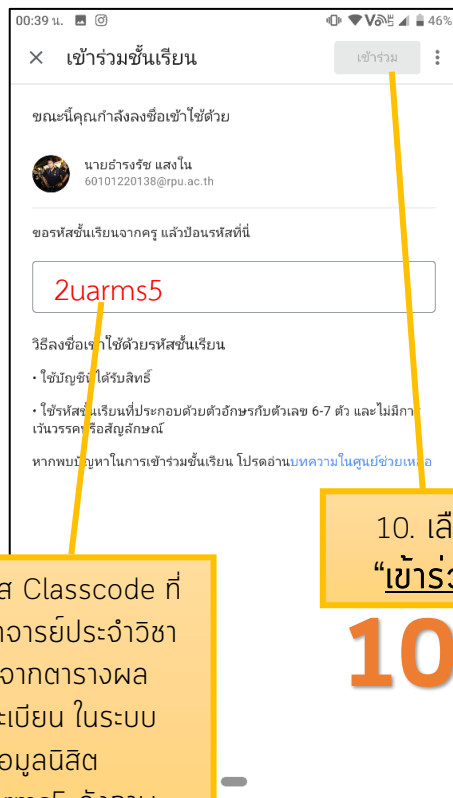 00:39 น. 46%
เข้าร่วมชั้นเรียน เข้าร่วม
ขณะนี้คุณกำลังลงชื่อเข้าใช้ด้วย
นายธำรงรัช แสงใน
60101220138@rpu.ac.th
ขอรหัสชั้นเรียนจากครู แล้วป้อนรหัสที่นี่
2uarms5
วิธีลงชื่อเข้าใช้ด้วยรหัสชั้นเรียน
• ใช้บัญชีที่ได้รับสิทธิ์
• ใช้รหัสชั้นเรียนที่ประกอบด้วยตัวอักษรกับตัวเลข 6-7 ตัว และไม่มีการ
เว้นวรรคหรือสัญลักษณ์
หากพบปัญหาในการเข้าร่วมชั้นเรียน โปรดอ่านบทความในศูนย์ช่วยเหลือ
10. เลื
"เข้าร่ว
10
ส Classcode ที่
าจารย์ประจำวิชา
จากตารางผล
ะเบียน ในระบบ
อมูลนิสิต